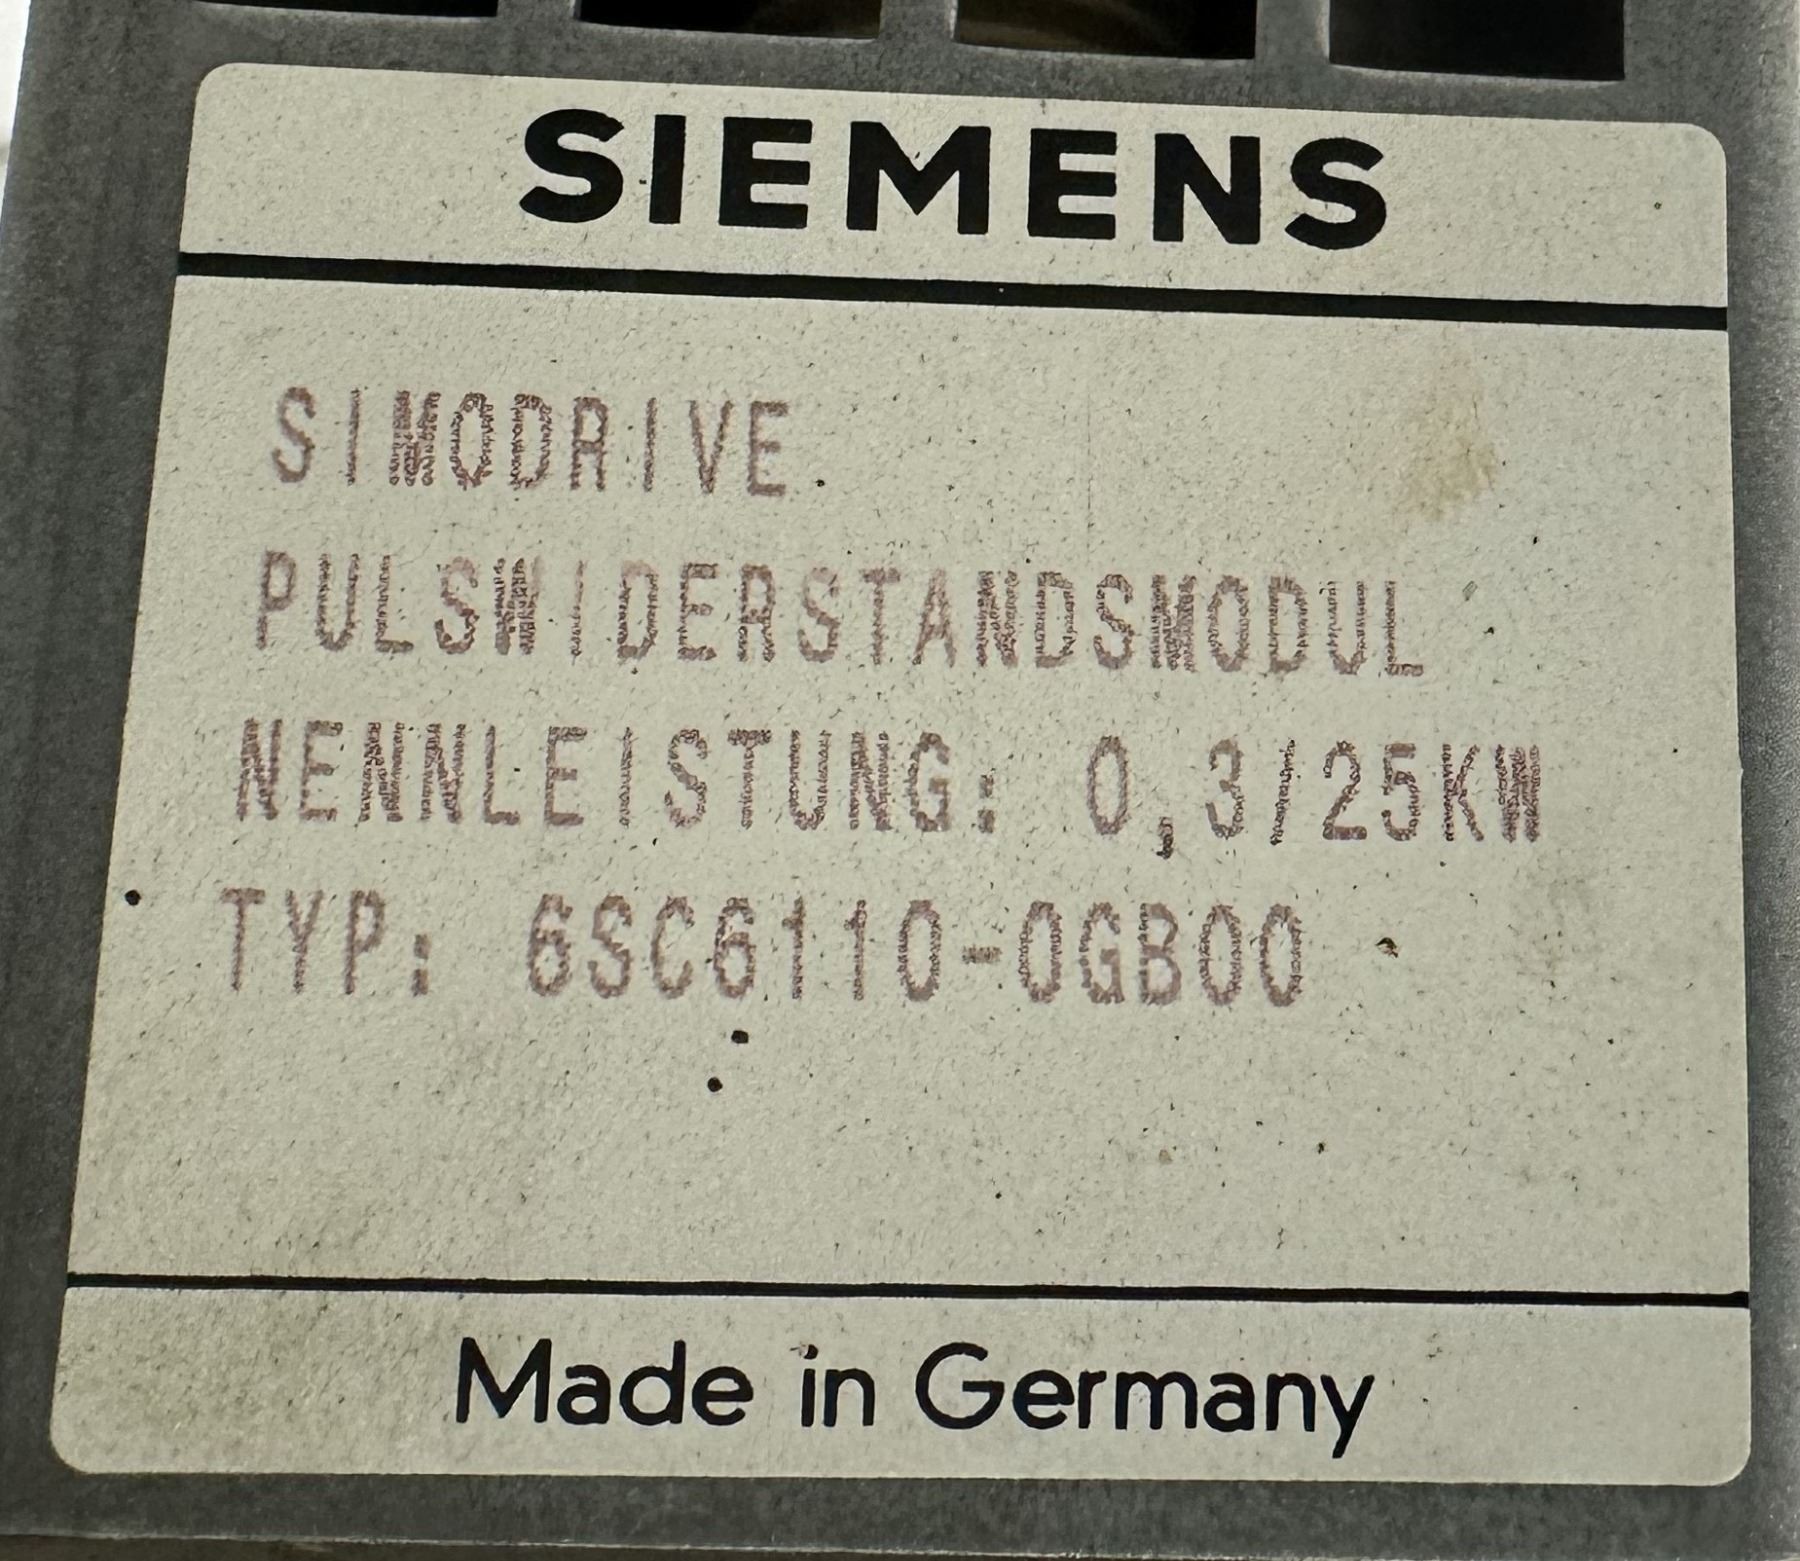 SIEMENS
SIMODRIVE
PULSWIDERSTANDSMODUL
NENNLEISTUNG: 0,3/25KW
TYP: 6SC6110-0GB00
Made in Germany